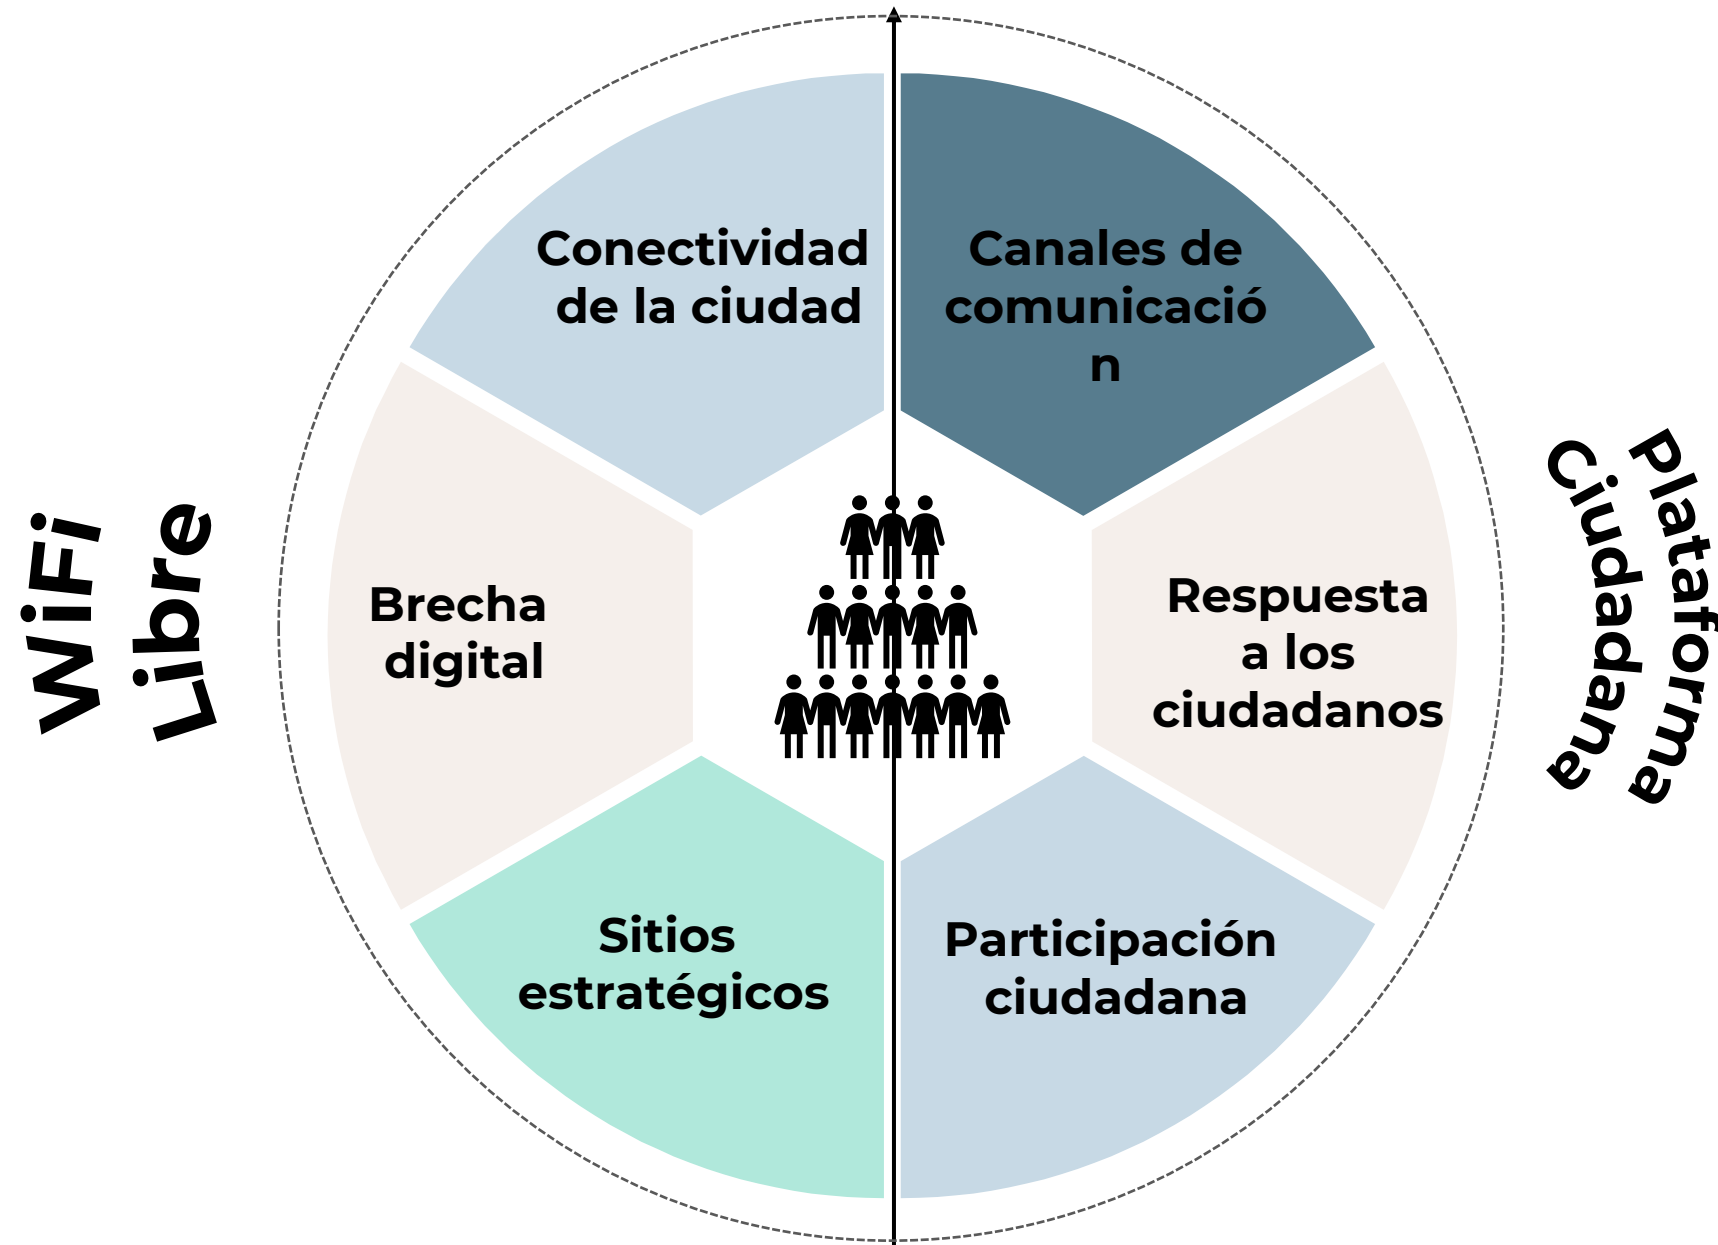 WiFi
Libre
Conectividad
de la ciudad
Brecha
digital
Sitios
estratégicos
Canales de
comunicació
n
Respuesta
a los
ciudadanos
Participación
ciudadana
Plataforma
Ciudadana